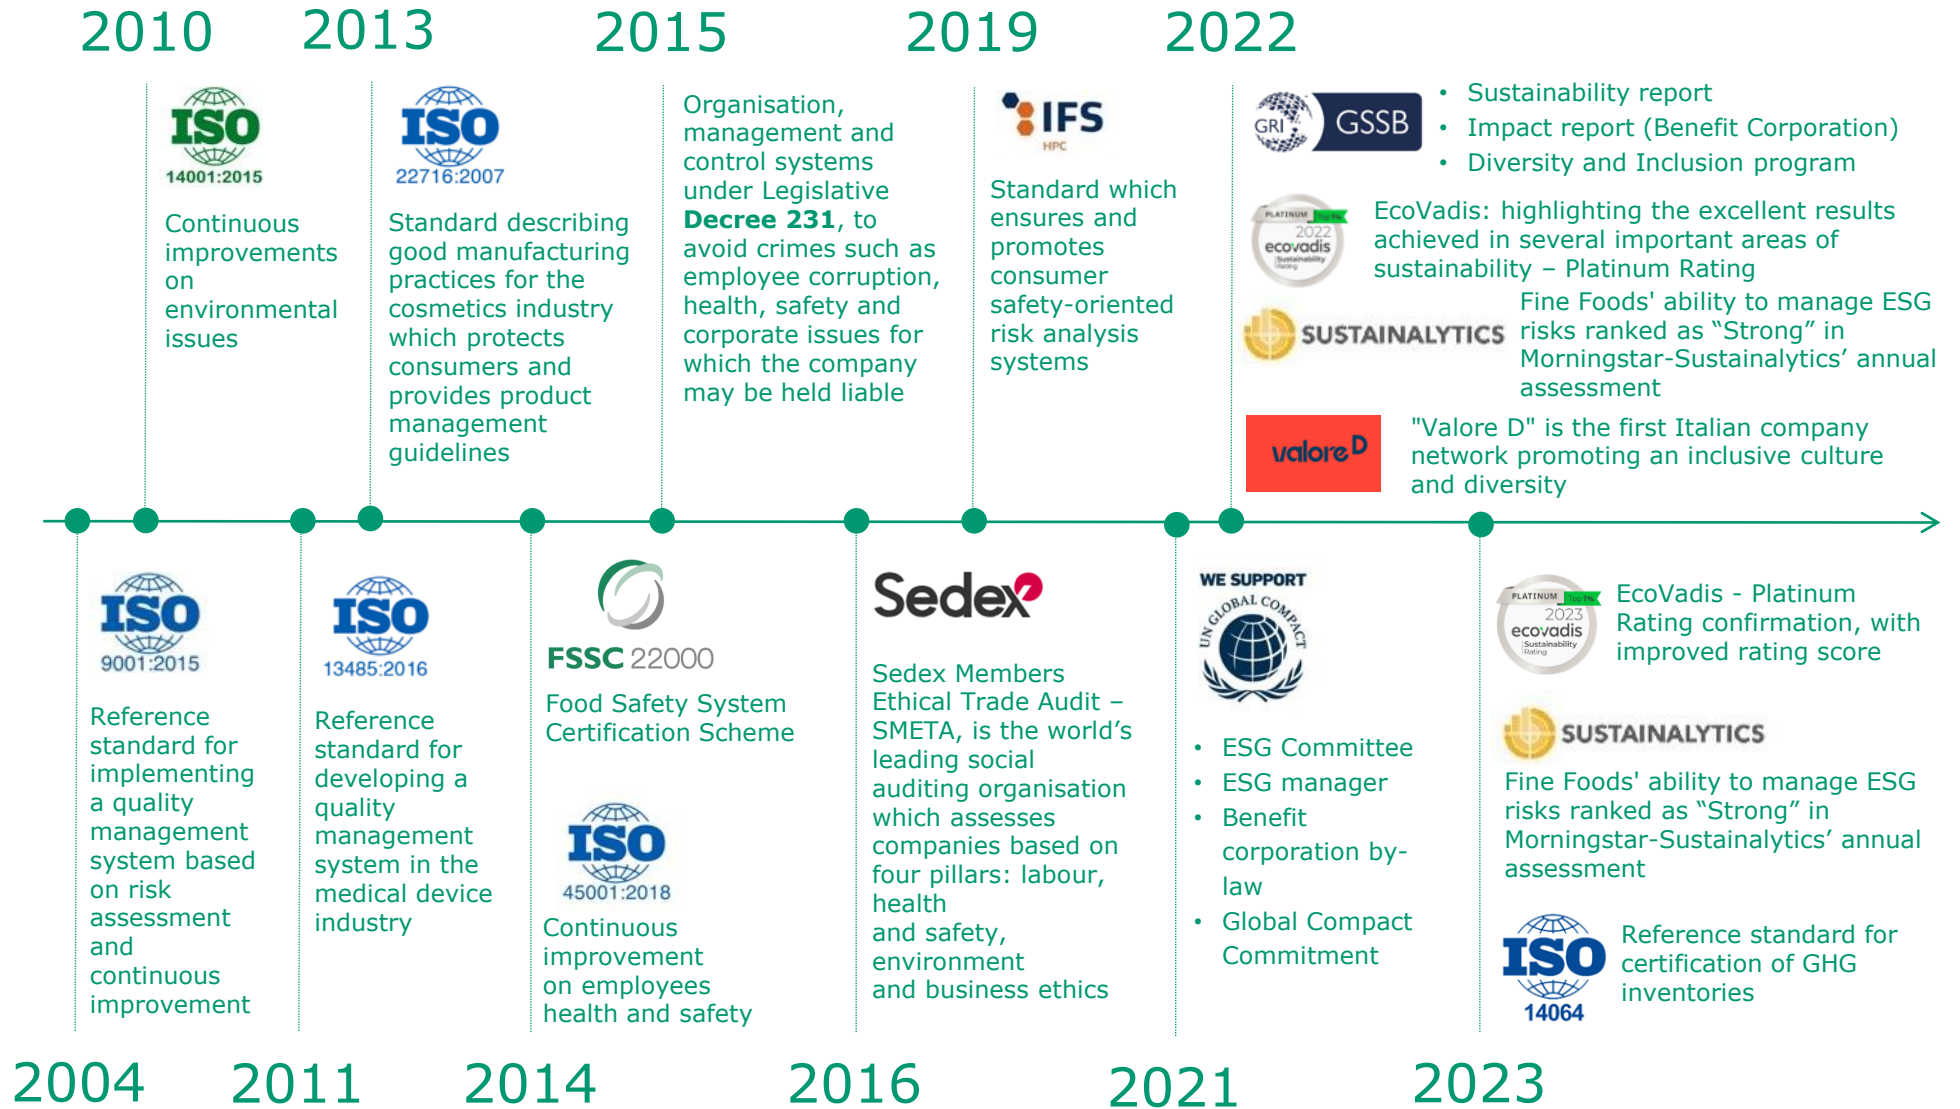 2010
2013
2015
2019
2022
ISO
14001:2015
Continuous
improvements
on
environmental
issues
ISO
22716:2007
Standard describing
good manufacturing
practices for the
cosmetics industry
which protects
consumers and
provides product
management
guidelines
Organisation,
management and
control systems
under Legislative
Decree 231, to
avoid crimes such as
employee corruption,
health, safety and
corporate issues for
which the company
may be held liable
IFS
HPC
Standard which
ensures and
promotes
consumer
safety-oriented
risk analysis
systems
GRI
GSSB
• Sustainability report
• Impact report (Benefit Corporation)
• Diversity and Inclusion program
PLATINUM Top 1%
2022
ecovadis
Sustainability
Rating
EcoVadis: highlighting the excellent results
achieved in several important areas of
sustainability – Platinum Rating
SUSTAINALYTICS
Fine Foods' ability to manage ESG
risks ranked as “Strong” in
Morningstar-Sustainalytics’ annual
assessment
valore D
"Valore D" is the first Italian company
network promoting an inclusive culture
and diversity
ISO
9001:2015
Reference
standard for
implementing
a quality
management
system based
on risk
assessment
and
continuous
improvement
ISO
13485:2016
Reference
standard for
developing a
quality
management
system in the
medical device
industry
FSSC 22000
Food Safety System
Certification Scheme
ISO
45001:2018
Continuous
improvement
on employees
health and safety
Sedex
Sedex Members
Ethical Trade Audit –
SMETA, is the world’s
leading social
auditing organisation
which assesses
companies based on
four pillars: labour,
health
and safety,
environment
and business ethics
WE SUPPORT
UN GLOBAL COMPACT
• ESG Committee
• ESG manager
• Benefit
corporation by-
law
• Global Compact
Commitment
PLATINUM Top 1%
2023
ecovadis
Sustainability
Rating
EcoVadis - Platinum
Rating confirmation, with
improved rating score
SUSTAINALYTICS
Fine Foods' ability to manage ESG
risks ranked as “Strong” in
Morningstar-Sustainalytics’ annual
assessment
ISO
14064
Reference standard for
certification of GHG
inventories
2004
2011
2014
2016
2021
2023